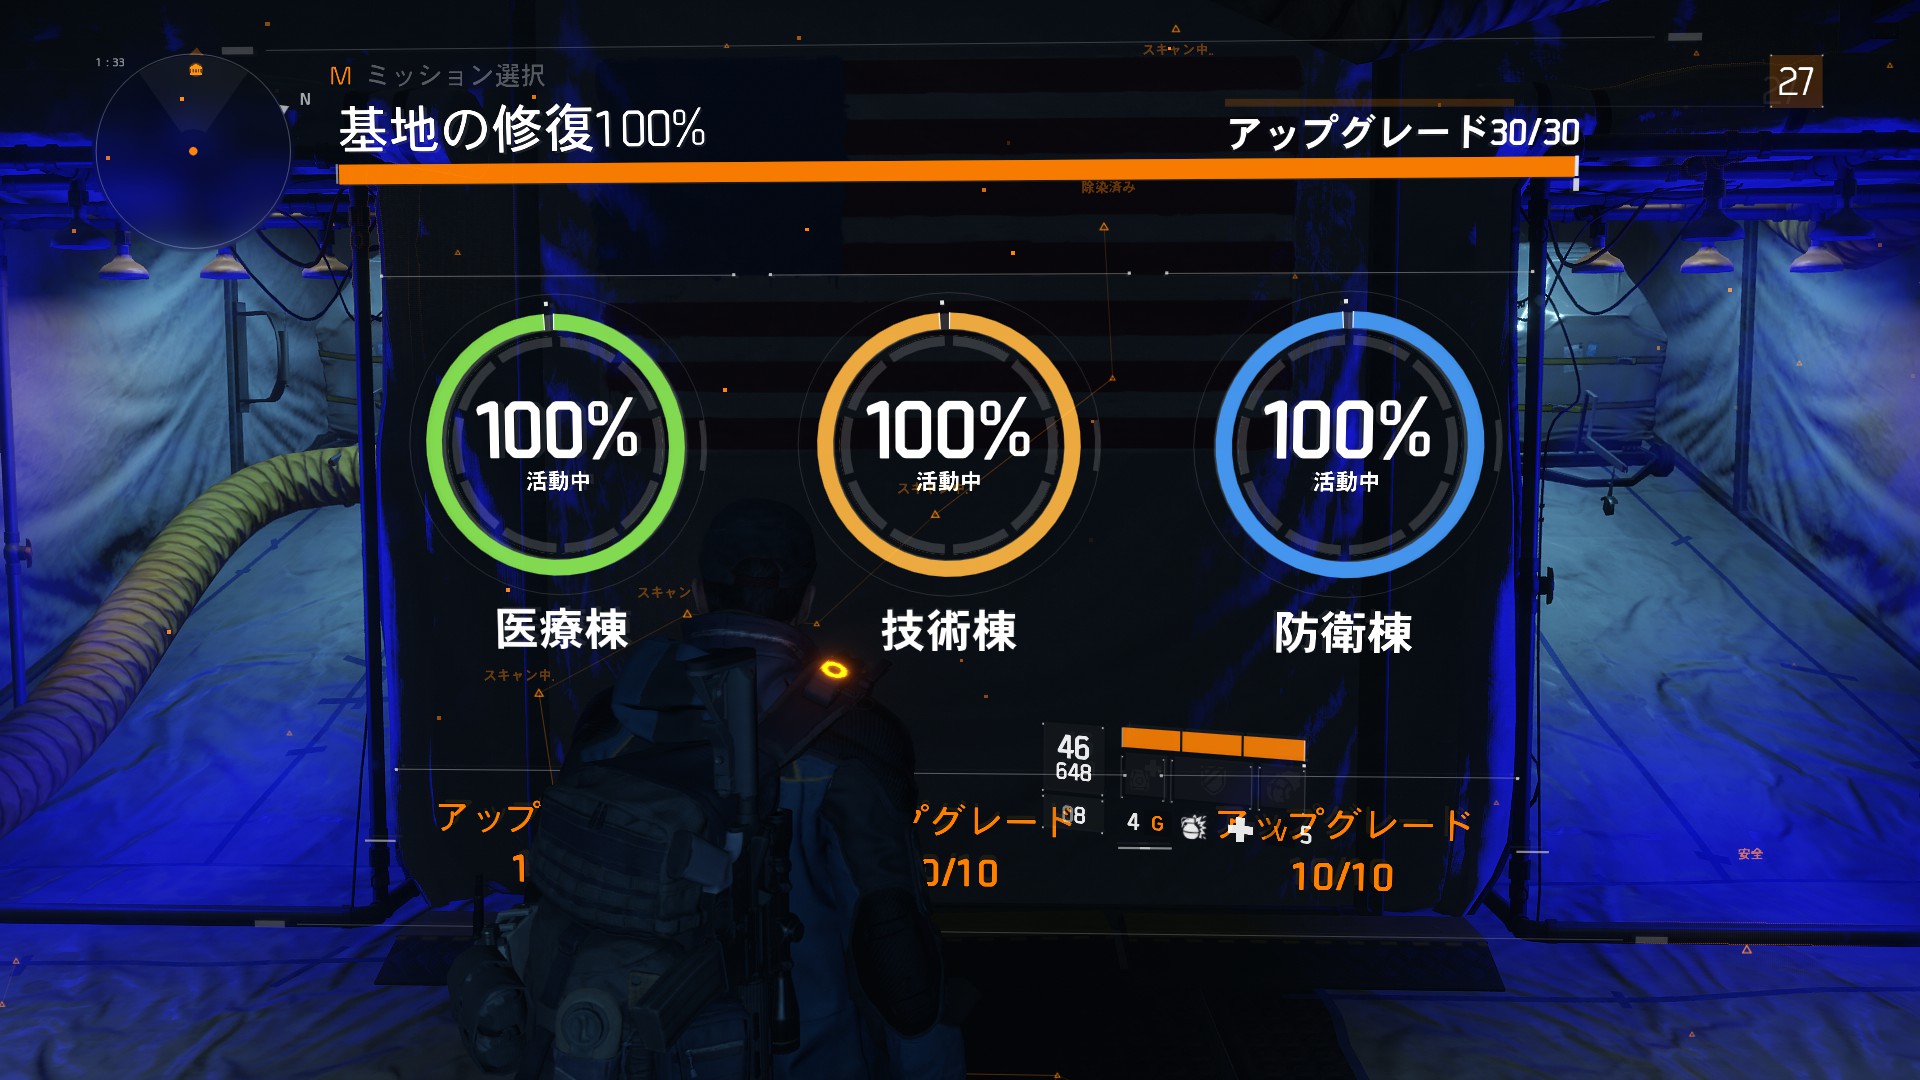 スキャン中.
1:33
N
M ミッション選択
27
基地の修復100%
アップグレード30/30
除染済み
100%
活動中
医療棟
100%
活動中
技術棟
100%
活動中
防衛棟
スキャン
スキャン中.
46
648
4 G
V 5
アップ
グレード
アップグレード
10/10
安全